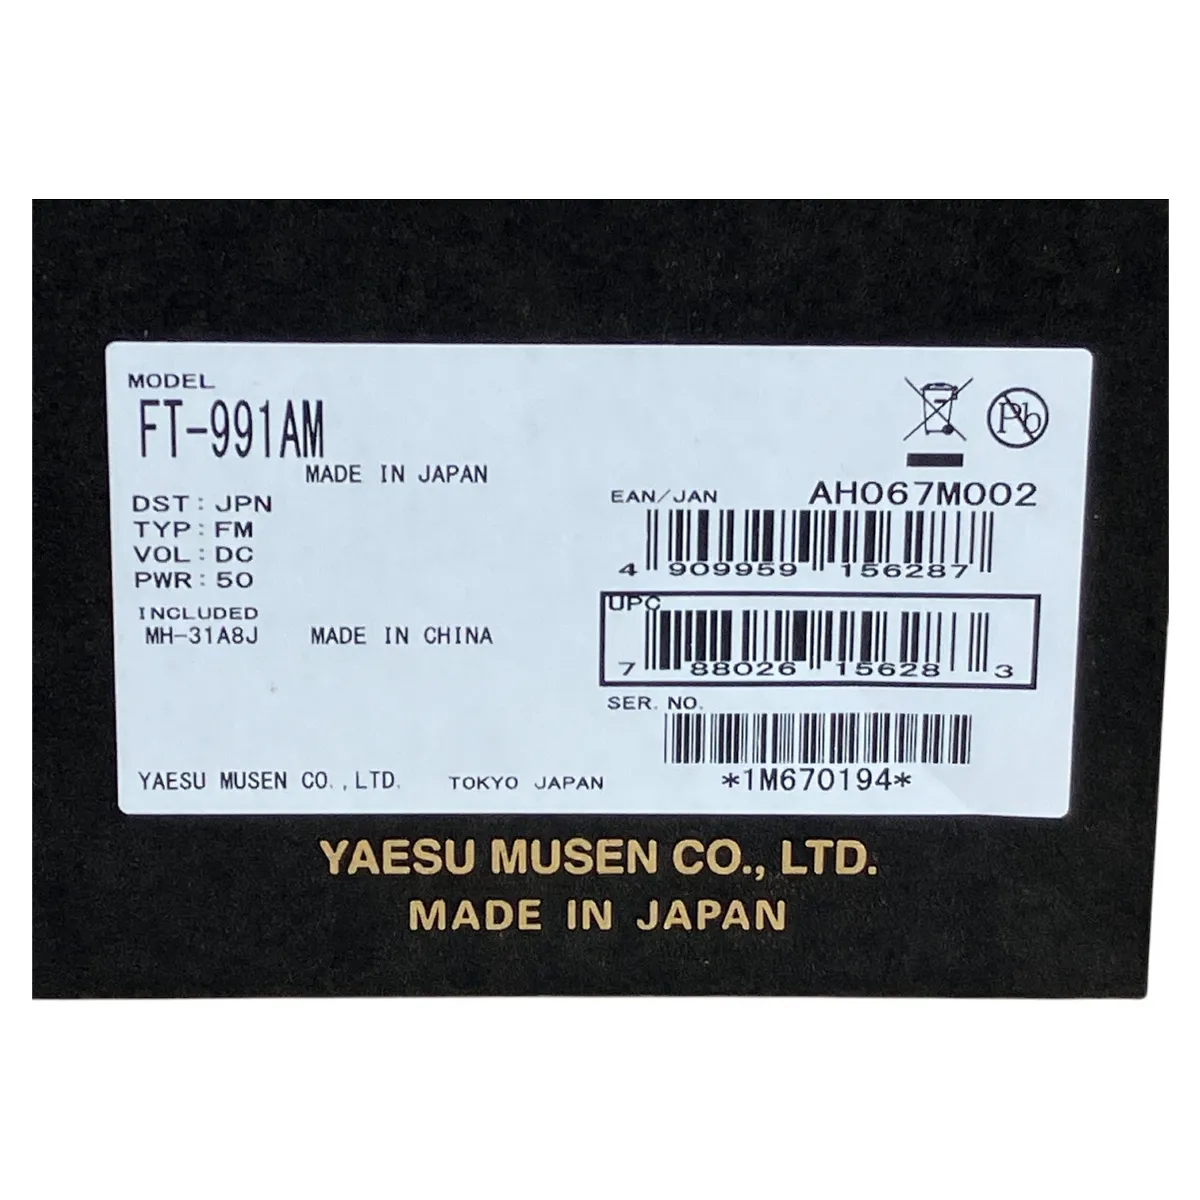 MODEL
FT-991AM
MADE IN JAPAN
DST: JPN
TYP: FM
VOL: DC
PWR: 50
INCLUDED
MH-31A8J MADE IN CHINA
YAESU MUSEN CO.,LTD. TOKYO JAPAN
Pb
EAN/JAN AH067M002
4 909959 156287
UPC
7 88026 15628 3
SER. NO.
*1M670194*
YAESU MUSEN CO., LTD.
MADE IN JAPAN